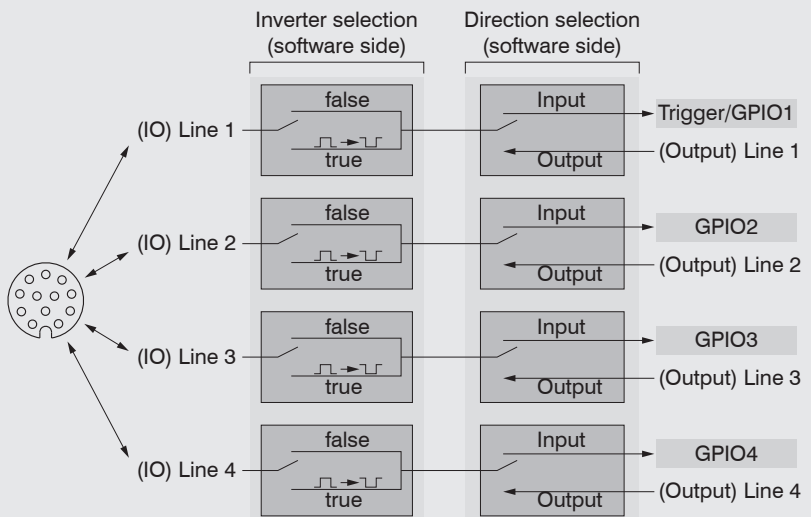 Inverter selection
(software side)
Direction selection
(software side)
(IO) Line 1
false
true
Input
Output
Trigger/GPIO1
(Output) Line 1
(IO) Line 2
false
true
Input
Output
GPIO2
(Output) Line 2
(IO) Line 3
false
true
Input
Output
GPIO3
(Output) Line 3
(IO) Line 4
false
true
Input
Output
GPIO4
(Output) Line 4